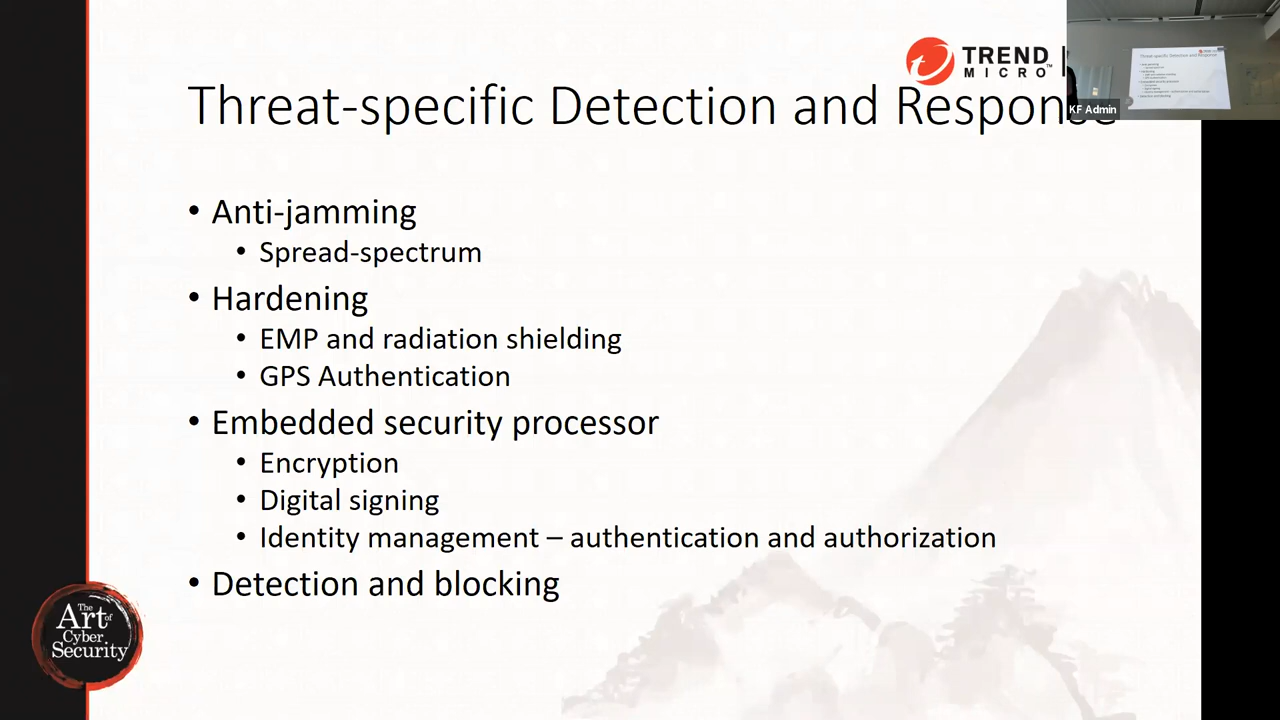 TREND
MICRO™
Threat-specific Detection and Response
KF Admin
• Anti-jamming
• Spread-spectrum
• Hardening
• EMP and radiation shielding
• GPS Authentication
• Embedded security processor
• Encryption
• Digital signing
• Identity management – authentication and authorization
• Detection and blocking
The
Art of
Cyber
Security